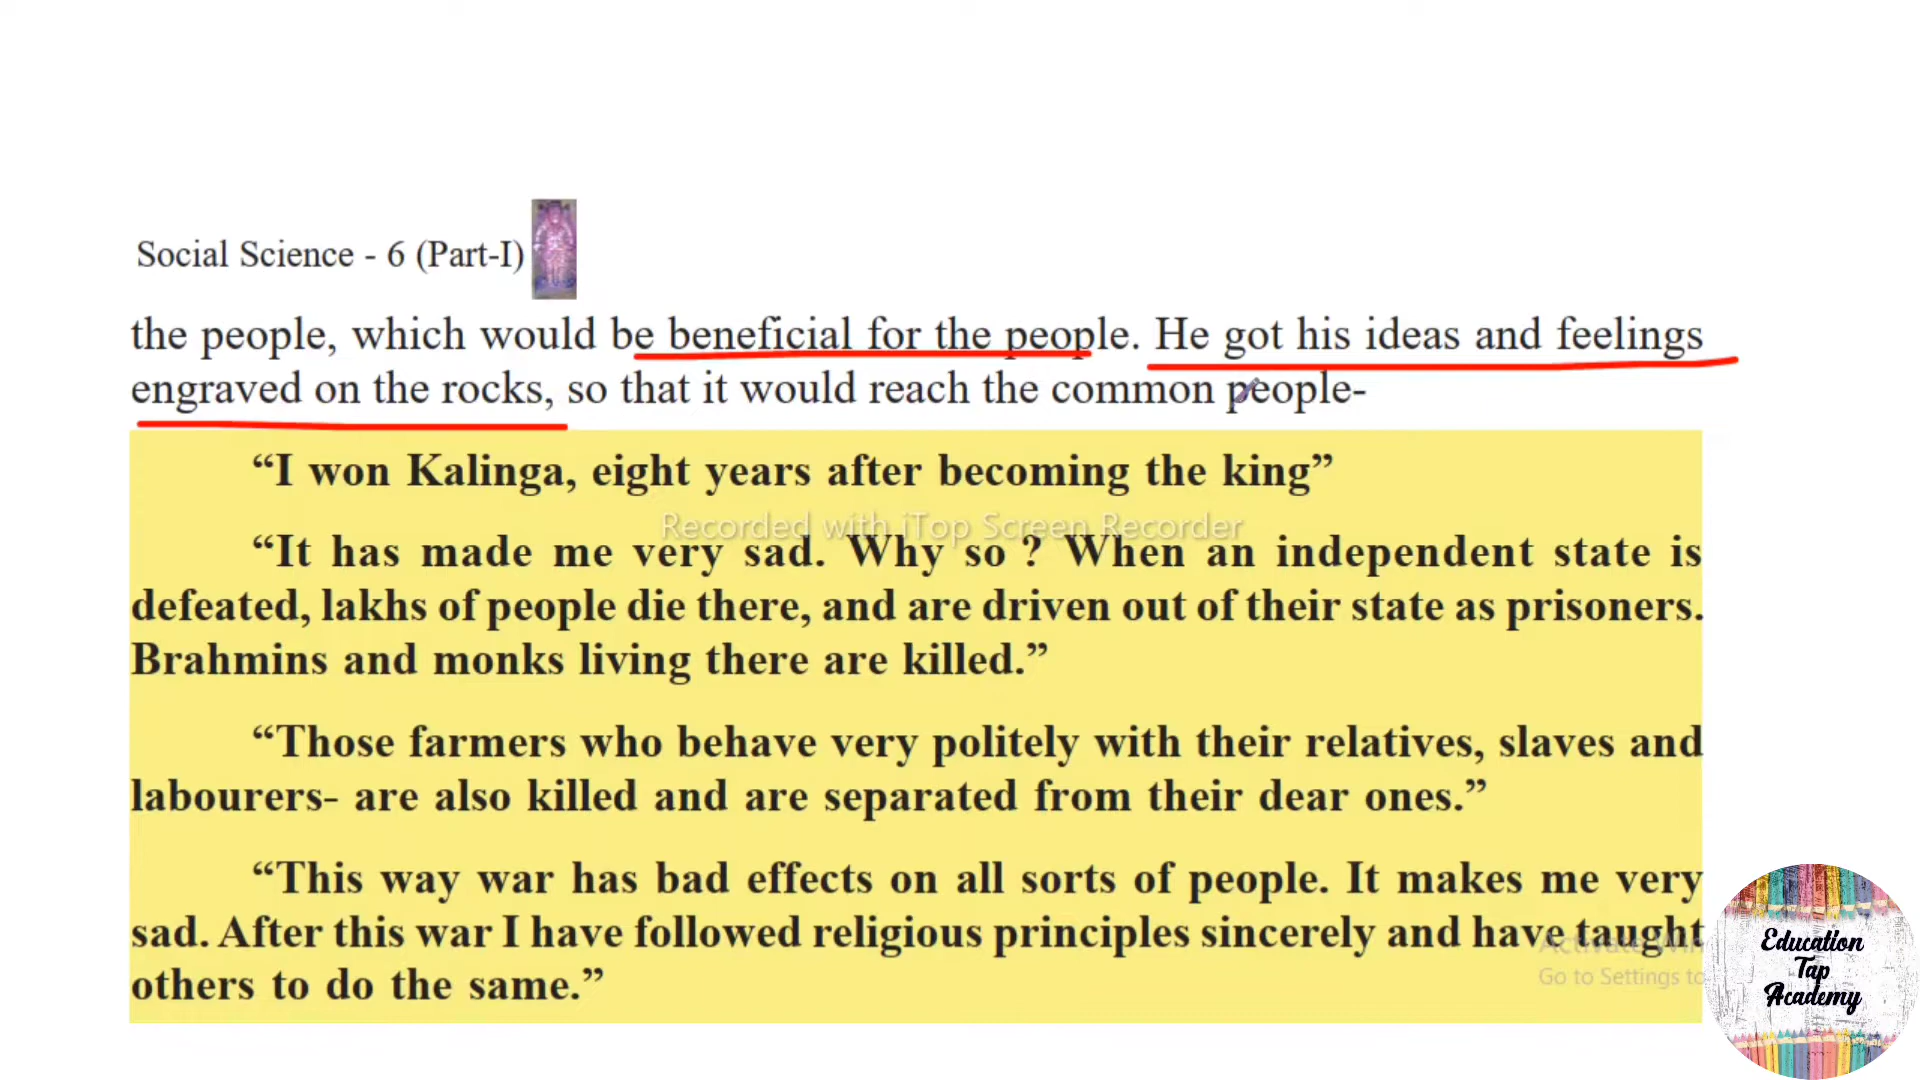 Social Science - 6 (Part-I)
the people, which would be beneficial for the people. He got his ideas and feelings
engraved on the rocks, so that it would reach the common people-
“I won Kalinga, eight years after becoming the king”
Recorded with iTop Screen Recorder
“It has made me very sad. Why so ? When an independent state is
defeated, lakhs of people die there, and are driven out of their state as prisoners.
Brahmins and monks living there are killed.”
“Those farmers who behave very politely with their relatives, slaves and
labourers- are also killed and are separated from their dear ones.”
“This way war has bad effects on all sorts of people. It makes me very
sad. After this war I have followed religious principles sincerely and have taught
others to do the same.”
Activate Win
Go to Settings to
Education
Tap
Academy